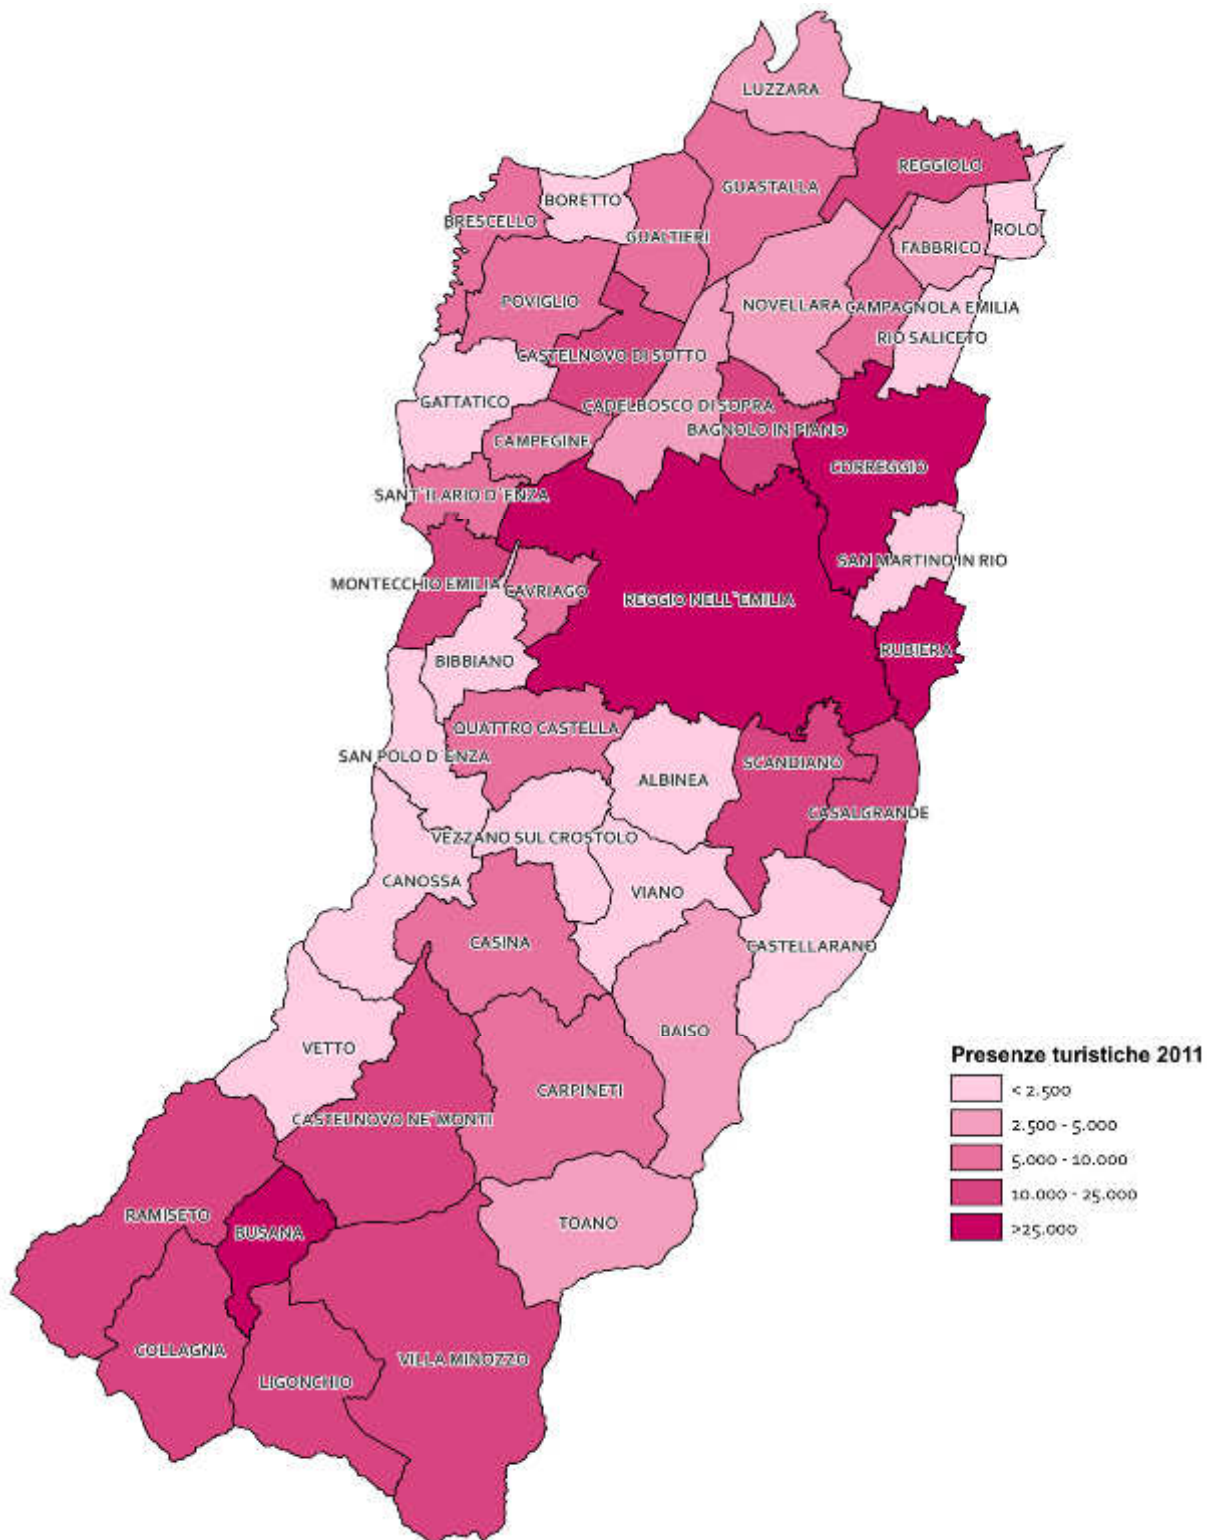 LUZZARA
REGGIOLO
GUASTALLA
BORETTO
BRESCELLO
GUALTIERI
ROLO
FABBRICO
POVIGLIO
NOVELLARA
CAMPAGNOLA EMILIA
RIO SALICETO
CASTELNOVO DI SOTTO
GATTATICO
CADELBOSCO DI SOPRA
BAGNOLO IN PIANO
CAMPEGINE
CORREGGIO
SANT`ILARIO D`ENZA
SAN MARTINO IN RIO
MONTECCHIO EMILIA
CAVRIAGO
REGGIO NELL`EMILIA
RUBIERA
BIBBIANO
QUATTRO CASTELLA
SAN POLO D`ENZA
SCANDIANO
ALBINEA
CASALGRANDE
VEZZANO SUL CROSTOLO
CANOSSA
VIANO
CASINA
CASTELLARANO
BAISO
VETTO
CARPINETI
CASTELNOVO NE`MONTI
RAMISETO
BUSANA
TOANO
COLLAGNA
VILLA MINOZZO
LIGONCHIO
Presenze turistiche 2011
< 2.500
2.500 - 5.000
5.000 - 10.000
10.000 - 25.000
>25.000